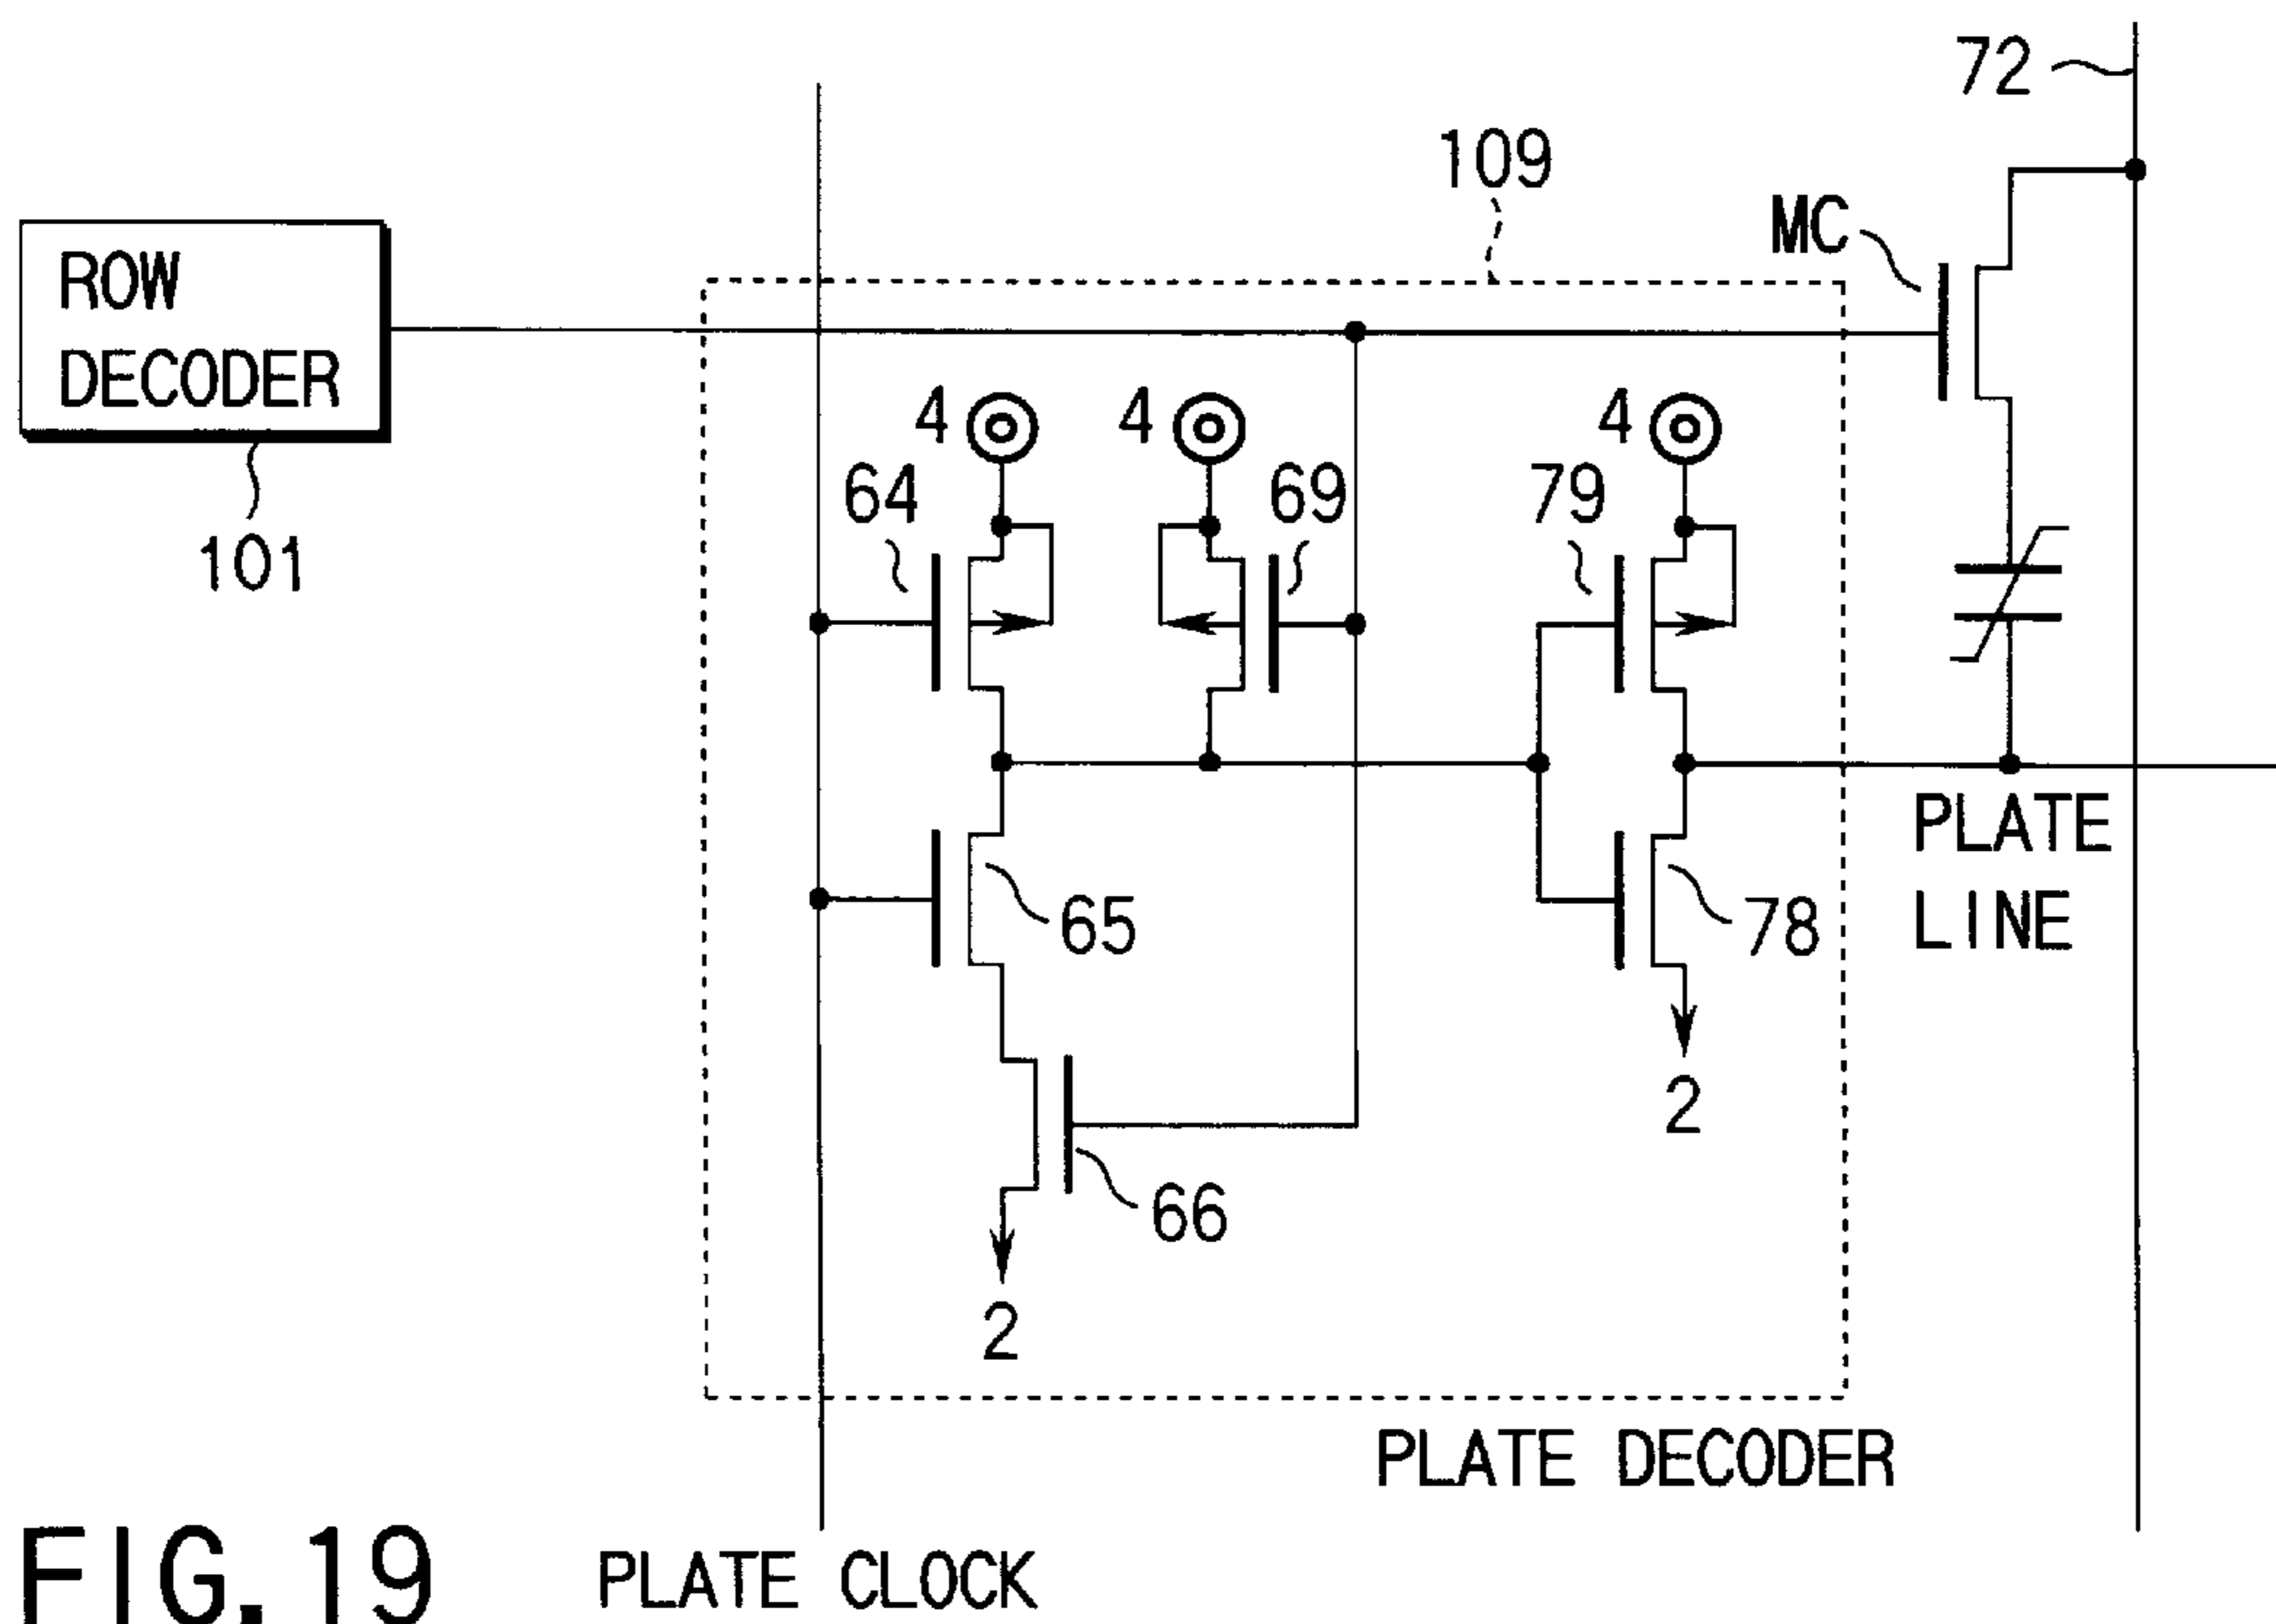 72
109
MC
ROW
DECODER
4
4
4
64
69
79
101
PLATE
LINE
65
78
2
66
2
PLATE DECODER
FIG.19
PLATE CLOCK